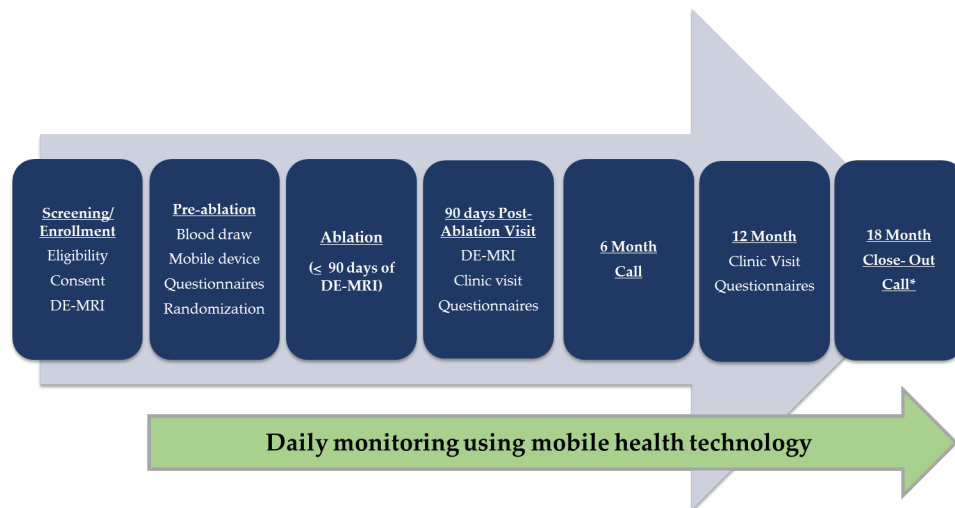 Screening/
Enrollment
Eligibility
Consent
DE-MRI
Pre-ablation
Blood draw
Mobile device
Questionnaires
Randomization
Ablation
(≤ 90 days of
DE-MRI)
90 days Post-
Ablation Visit
DE-MRI
Clinic visit
Questionnaires
6 Month
Call
12 Month
Clinic Visit
Questionnaires
18 Month
Close- Out
Call*
Daily monitoring using mobile health technology